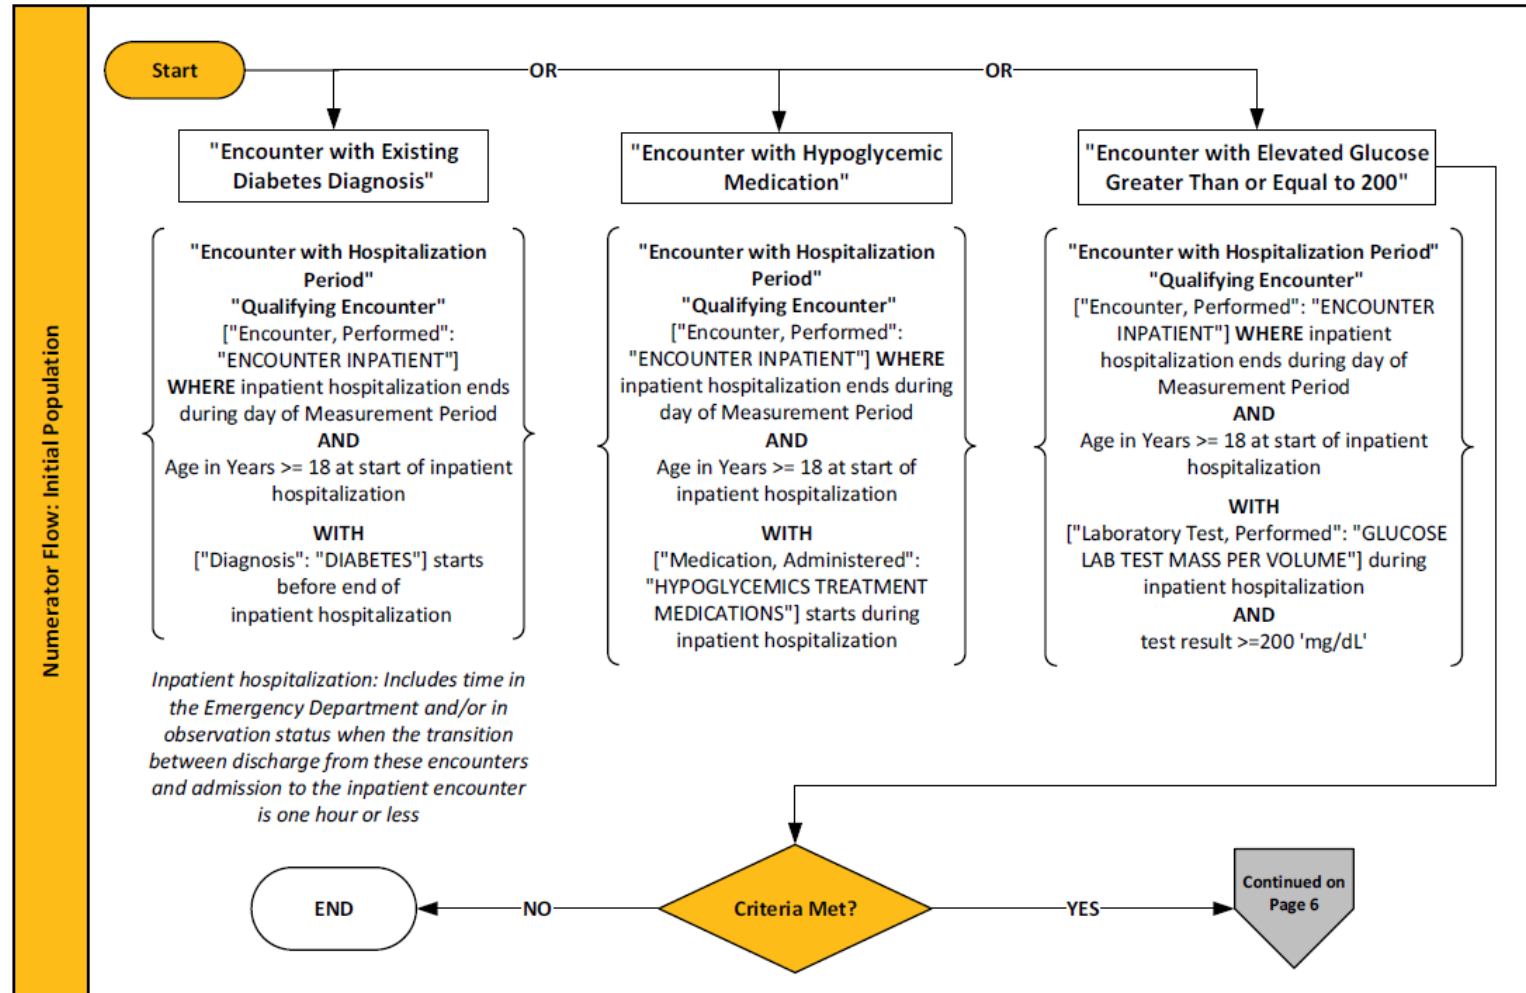 Numerator Flow: Initial Population
Start
OR
OR
"Encounter with Existing
Diabetes Diagnosis"
"Encounter with Hospitalization
Period"
"Qualifying Encounter"
["Encounter, Performed":
"ENCOUNTER INPATIENT"]
WHERE inpatient hospitalization ends
during day of Measurement Period
AND
Age in Years >= 18 at start of inpatient
hospitalization
WITH
["Diagnosis": "DIABETES"] starts
before end of
inpatient hospitalization
Inpatient hospitalization: Includes time in
the Emergency Department and/or in
observation status when the transition
between discharge from these encounters
and admission to the inpatient encounter
is one hour or less
"Encounter with Hypoglycemic
Medication"
"Encounter with Hospitalization
Period"
"Qualifying Encounter"
["Encounter, Performed":
"ENCOUNTER INPATIENT"] WHERE
inpatient hospitalization ends during
day of Measurement Period
AND
Age in Years >= 18 at start of
inpatient hospitalization
WITH
["Medication, Administered":
"HYPOGLYCEMICS TREATMENT
MEDICATIONS"] starts during
inpatient hospitalization
"Encounter with Elevated Glucose
Greater Than or Equal to 200"
"Encounter with Hospitalization Period"
"Qualifying Encounter"
["Encounter, Performed": "ENCOUNTER
INPATIENT"] WHERE inpatient
hospitalization ends during day of
Measurement Period
AND
Age in Years >= 18 at start of inpatient
hospitalization
WITH
["Laboratory Test, Performed": "GLUCOSE
LAB TEST MASS PER VOLUME"] during
inpatient hospitalization
AND
test result >=200 'mg/dL'
END
NO
Criteria Met?
YES
Continued on
Page 6